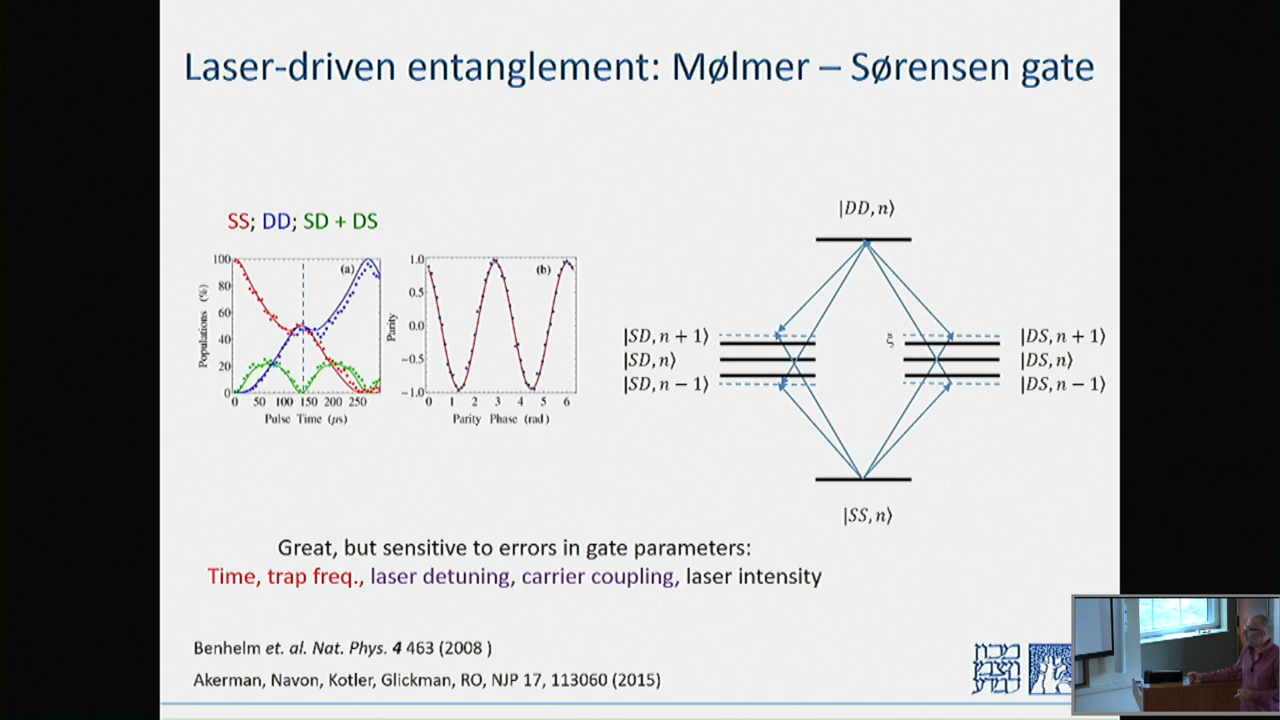 Laser-driven entanglement: Mølmer – Sørensen gate
SS; DD; SD + DS
(a)
Populations (%)
100
80
60
40
20
0
0 50 100 150 200 250
Pulse Time (μs)
(b)
Parity
1.0
0.5
0.0
−0.5
−1.0
0 1 2 3 4 5 6
Parity Phase (rad)
|DD, n⟩
|SD, n + 1⟩
|SD, n⟩
|SD, n − 1⟩
ξ
|DS, n + 1⟩
|DS, n⟩
|DS, n − 1⟩
|SS, n⟩
Great, but sensitive to errors in gate parameters:
Time, trap freq., laser detuning, carrier coupling, laser intensity
Benhelm et. al. Nat. Phys. 4 463 (2008 )
Akerman, Navon, Kotler, Glickman, RO, NJP 17, 113060 (2015)
מכון
ויצמן
למדע